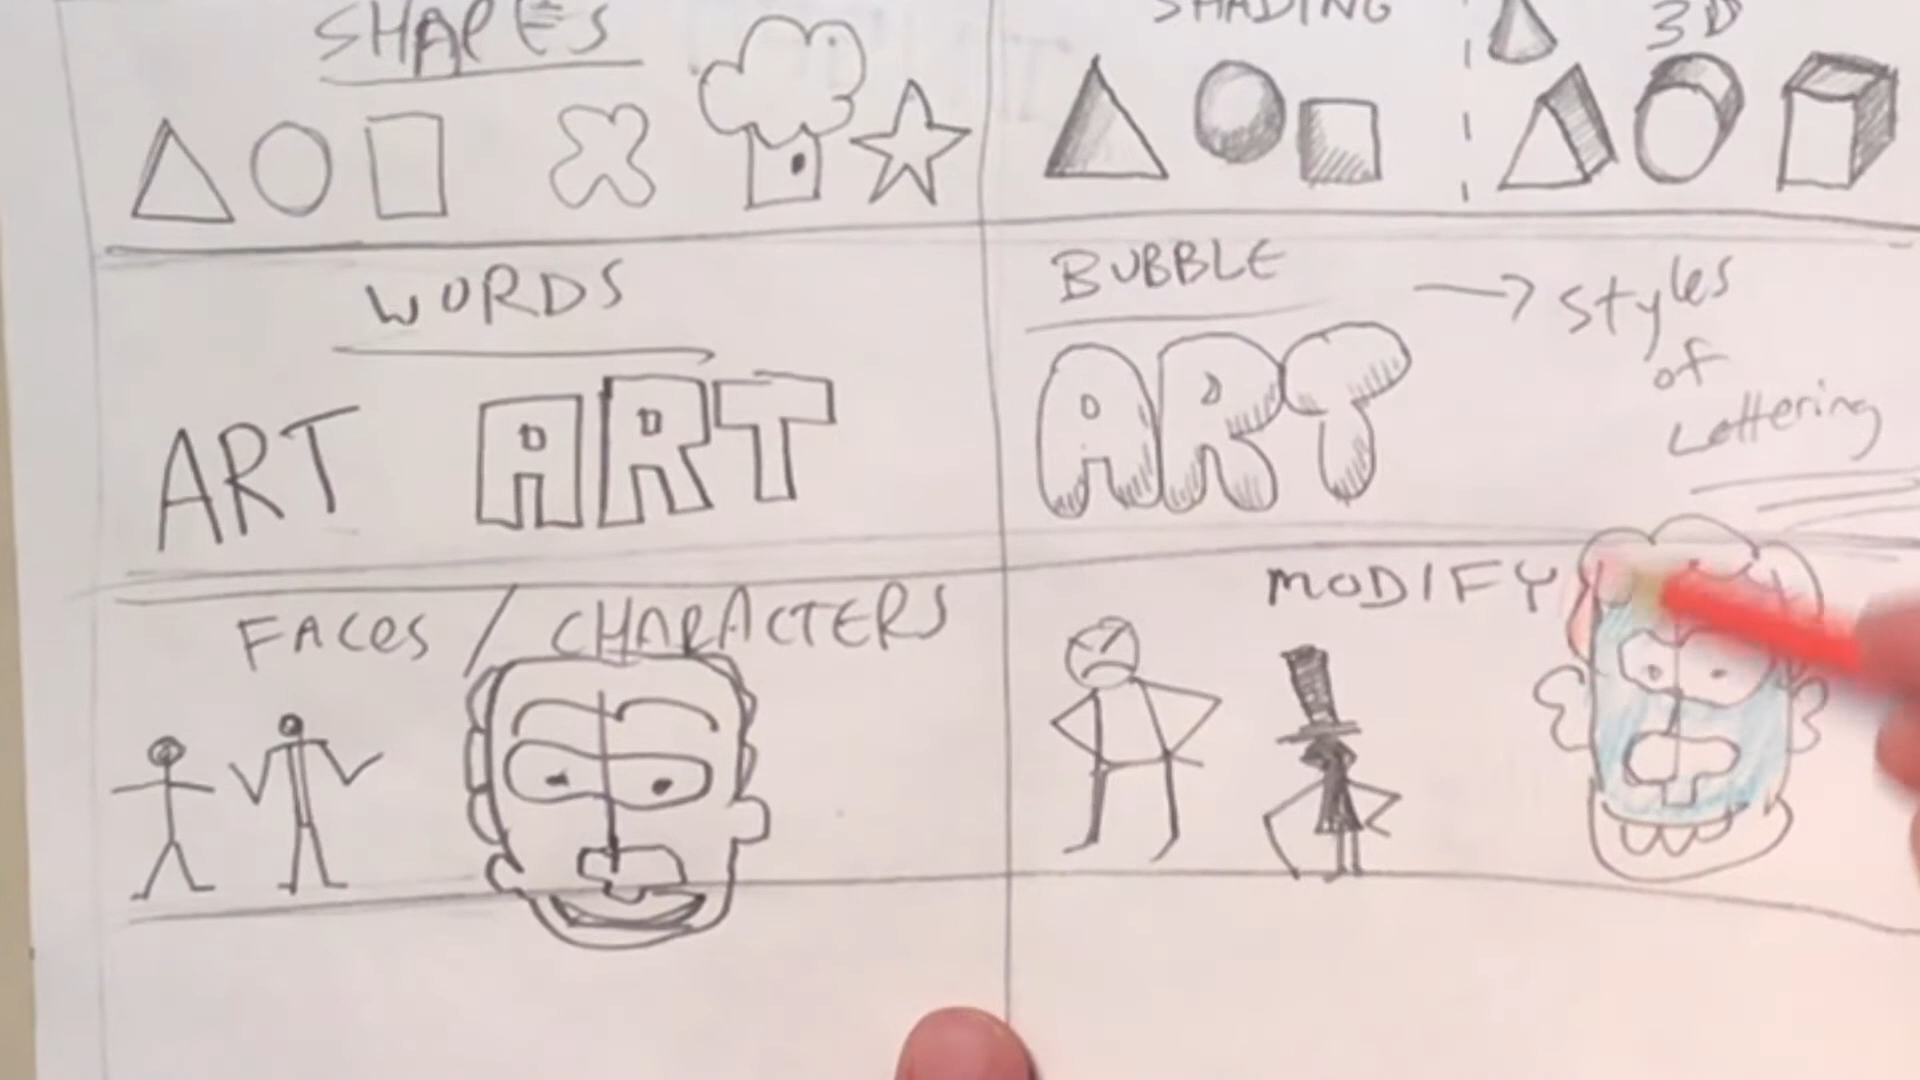 SHAPES
SHADING
3D
WORDS
ART ART
BUBBLE → styles
of
Lettering
ART
FACES / CHARACTERS
MODIFY